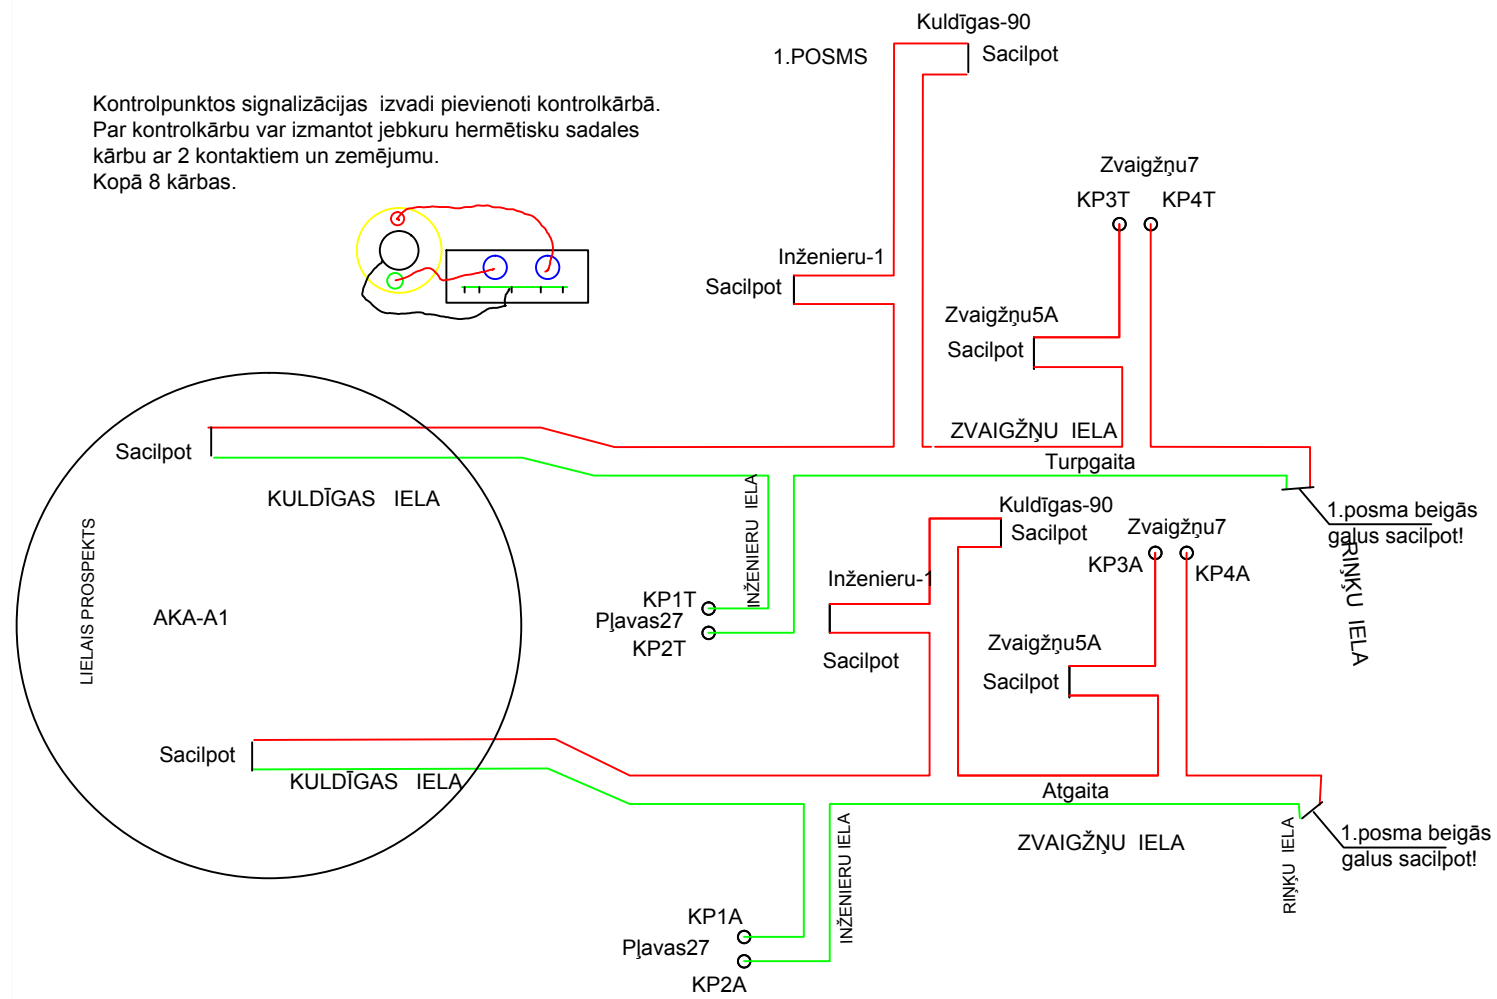 Kuldīgas-90
1.POSMS
Sacilpot
Kontrolpunktos signalizācijas izvadi pievienoti kontrolkārbā.
Par kontrolkārbu var izmantot jebkuru hermētisku sadales
kārbu ar 2 kontaktiem un zemējumu.
Kopā 8 kārbas.
Zvaigžņu7
KP3T
KP4T
Inženieru-1
Sacilpot
Zvaigžņu5A
Sacilpot
ZVAIGŽŅU IELA
Sacilpot
Turpgaita
KULDĪGAS IELA
INŽENIERU IELA
Kuldīgas-90
Sacilpot
1.posma beigās
galus sacilpot!
Zvaigžņu7
KP3A
KP4A
RIŅĶU IELA
LIELAIS PROSPEKTS
AKA-A1
KP1T
Pļavas27
KP2T
Inženieru-1
Sacilpot
Zvaigžņu5A
Sacilpot
Sacilpot
KULDĪGAS IELA
Atgaita
ZVAIGŽŅU IELA
INŽENIERU IELA
RIŅĶU IELA
1.posma beigās
galus sacilpot!
KP1A
Pļavas27
KP2A